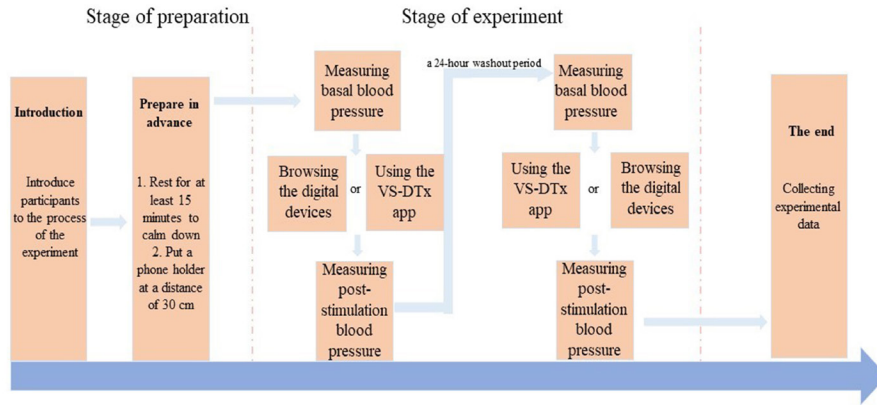 Stage of preparation
Stage of experiment
Introduction
Introduce
participants
to the process
of the
experiment
Prepare in
advance
1. Rest for at
least 15
minutes to
calm down
2. Put a
phone holder
at a distance
of 30 cm
Measuring
basal blood
pressure
Browsing
the digital
devices
or
Using the
VS-DTx
app
Measuring
post-
stimulation
blood
pressure
a 24-hour washout period
Measuring
basal blood
pressure
Using the
VS-DTx
app
or
Browsing
the digital
devices
Measuring
post-
stimulation
blood
pressure
The end
Collecting
experimental
data